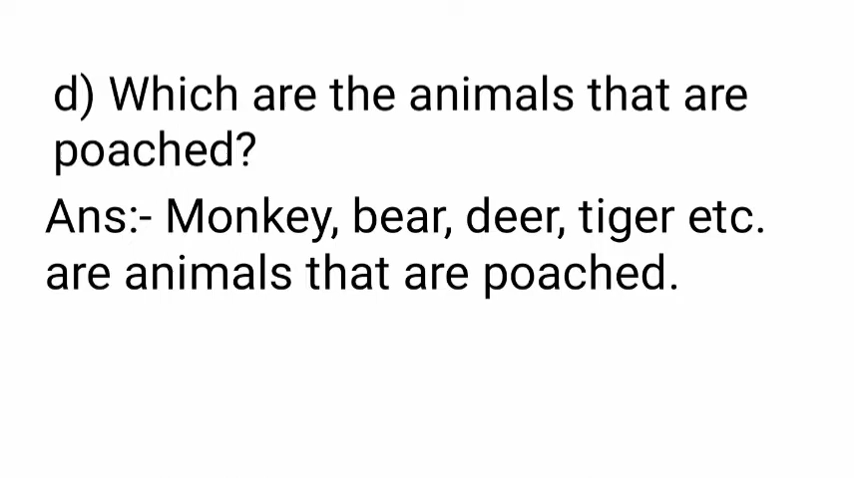 d) Which are the animals that are
poached?
Ans:- Monkey, bear, deer, tiger etc.
are animals that are poached.